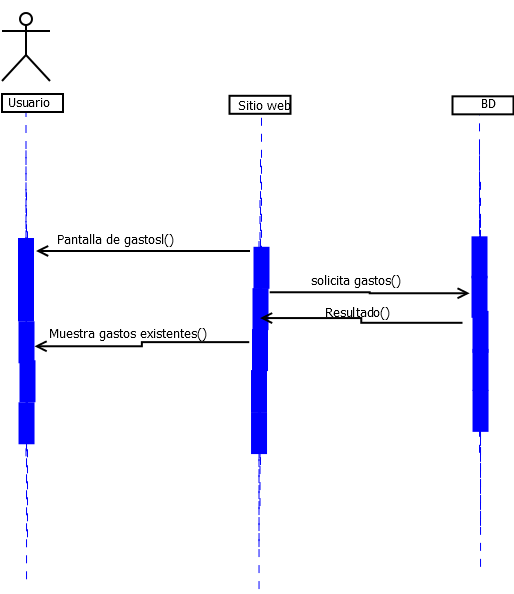 Usuario
Sitio web
BD
Pantalla de gastosl()
solicita gastos()
Resultado()
Muestra gastos existentes()